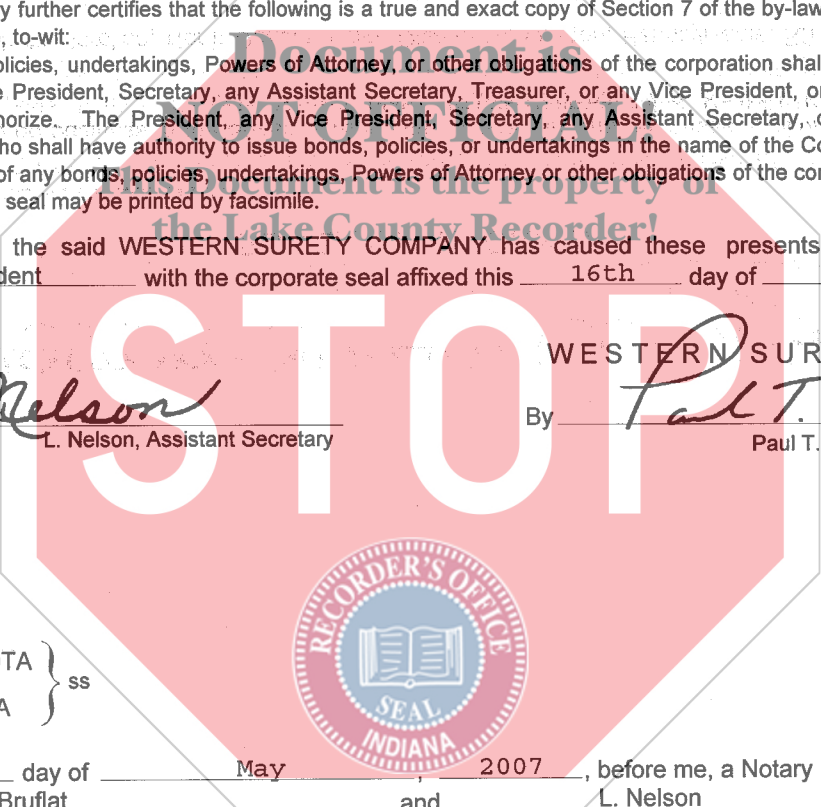 y further certifies that the following is a true and exact copy of Section 7 of the by-law
, to-wit:
Document is
olicies, undertakings, Powers of Attorney, or other obligations of the corporation shal
e President, Secretary, any Assistant Secretary, Treasurer, or any Vice President, o
NOT OFFICIAL!
horize. The President, any Vice President, Secretary, any Assistant Secretary, o
ho shall have authority to issue bonds, policies, or undertakings in the name of the Co
of any bonds, policies, undertakings, Powers of Attorney or other obligations of the cor
This Document is the property of
seal may be printed by facsimile.
the Lake County Recorder!
the said WESTERN SURETY COMPANY has caused these presents
dent with the corporate seal affixed this 16th day of
STOP
WESTERN SUR
Nelson
By Paul T.
L. Nelson, Assistant Secretary
Paul T.
RECORDER'S OFFICE
SEAL
INDIANA
TA
ss
A
day of May, 2007, before me, a Notary
Bruflat and L. Nelson